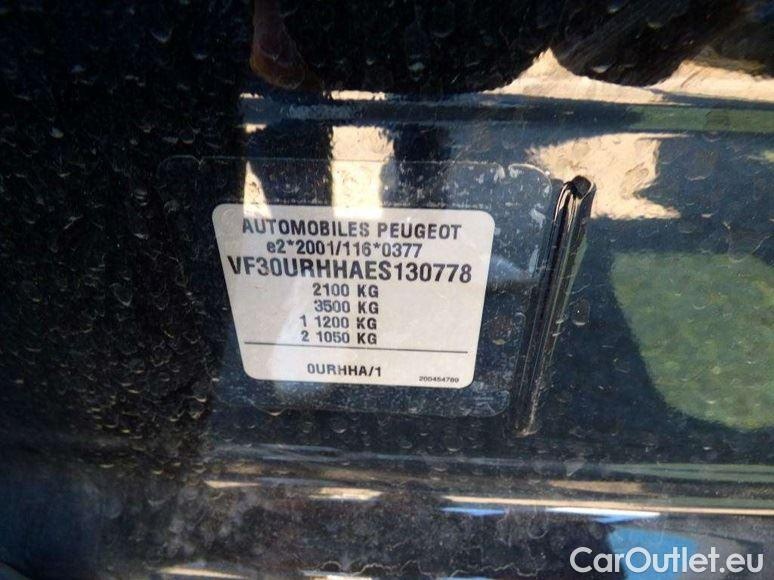 AUTOMOBILES PEUGEOT
e2*2001/116*0377
VF30URHHAES130778
2100 KG
3500 KG
1 1200 KG
2 1050 KG
0URHHA/1
200454789
CarOutlet.eu